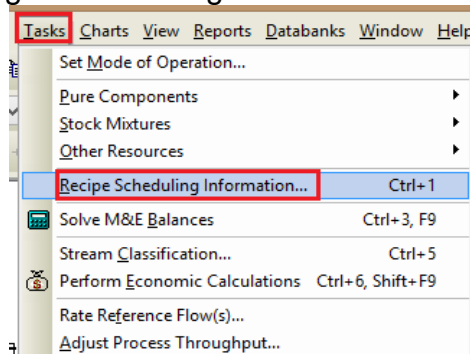 Tasks Charts View Reports Databanks Window Help
Set Mode of Operation...
Pure Components
Stock Mixtures
Other Resources
Recipe Scheduling Information... Ctrl+1
Solve M&E Balances Ctrl+3, F9
Stream Classification... Ctrl+5
Perform Economic Calculations Ctrl+6, Shift+F9
Rate Reference Flow(s)...
Adjust Process Throughput...